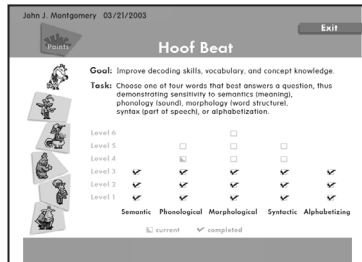 John J. Montgomery 03/21/2003
Exit
Points
Hoof Beat
Goal: Improve decoding skills, vocabulary, and concept knowledge.
Task: Choose one of four words that best answers a question, thus
demonstrating sensitivity to semantics (meaning),
phonology (sound), morphology (word structure),
syntax (part of speech), or alphabetization.
Level 6
Level 5
Level 4
Level 3
Level 2
Level 1
Semantic Phonological Morphological Syntactic Alphabetizing
current completed